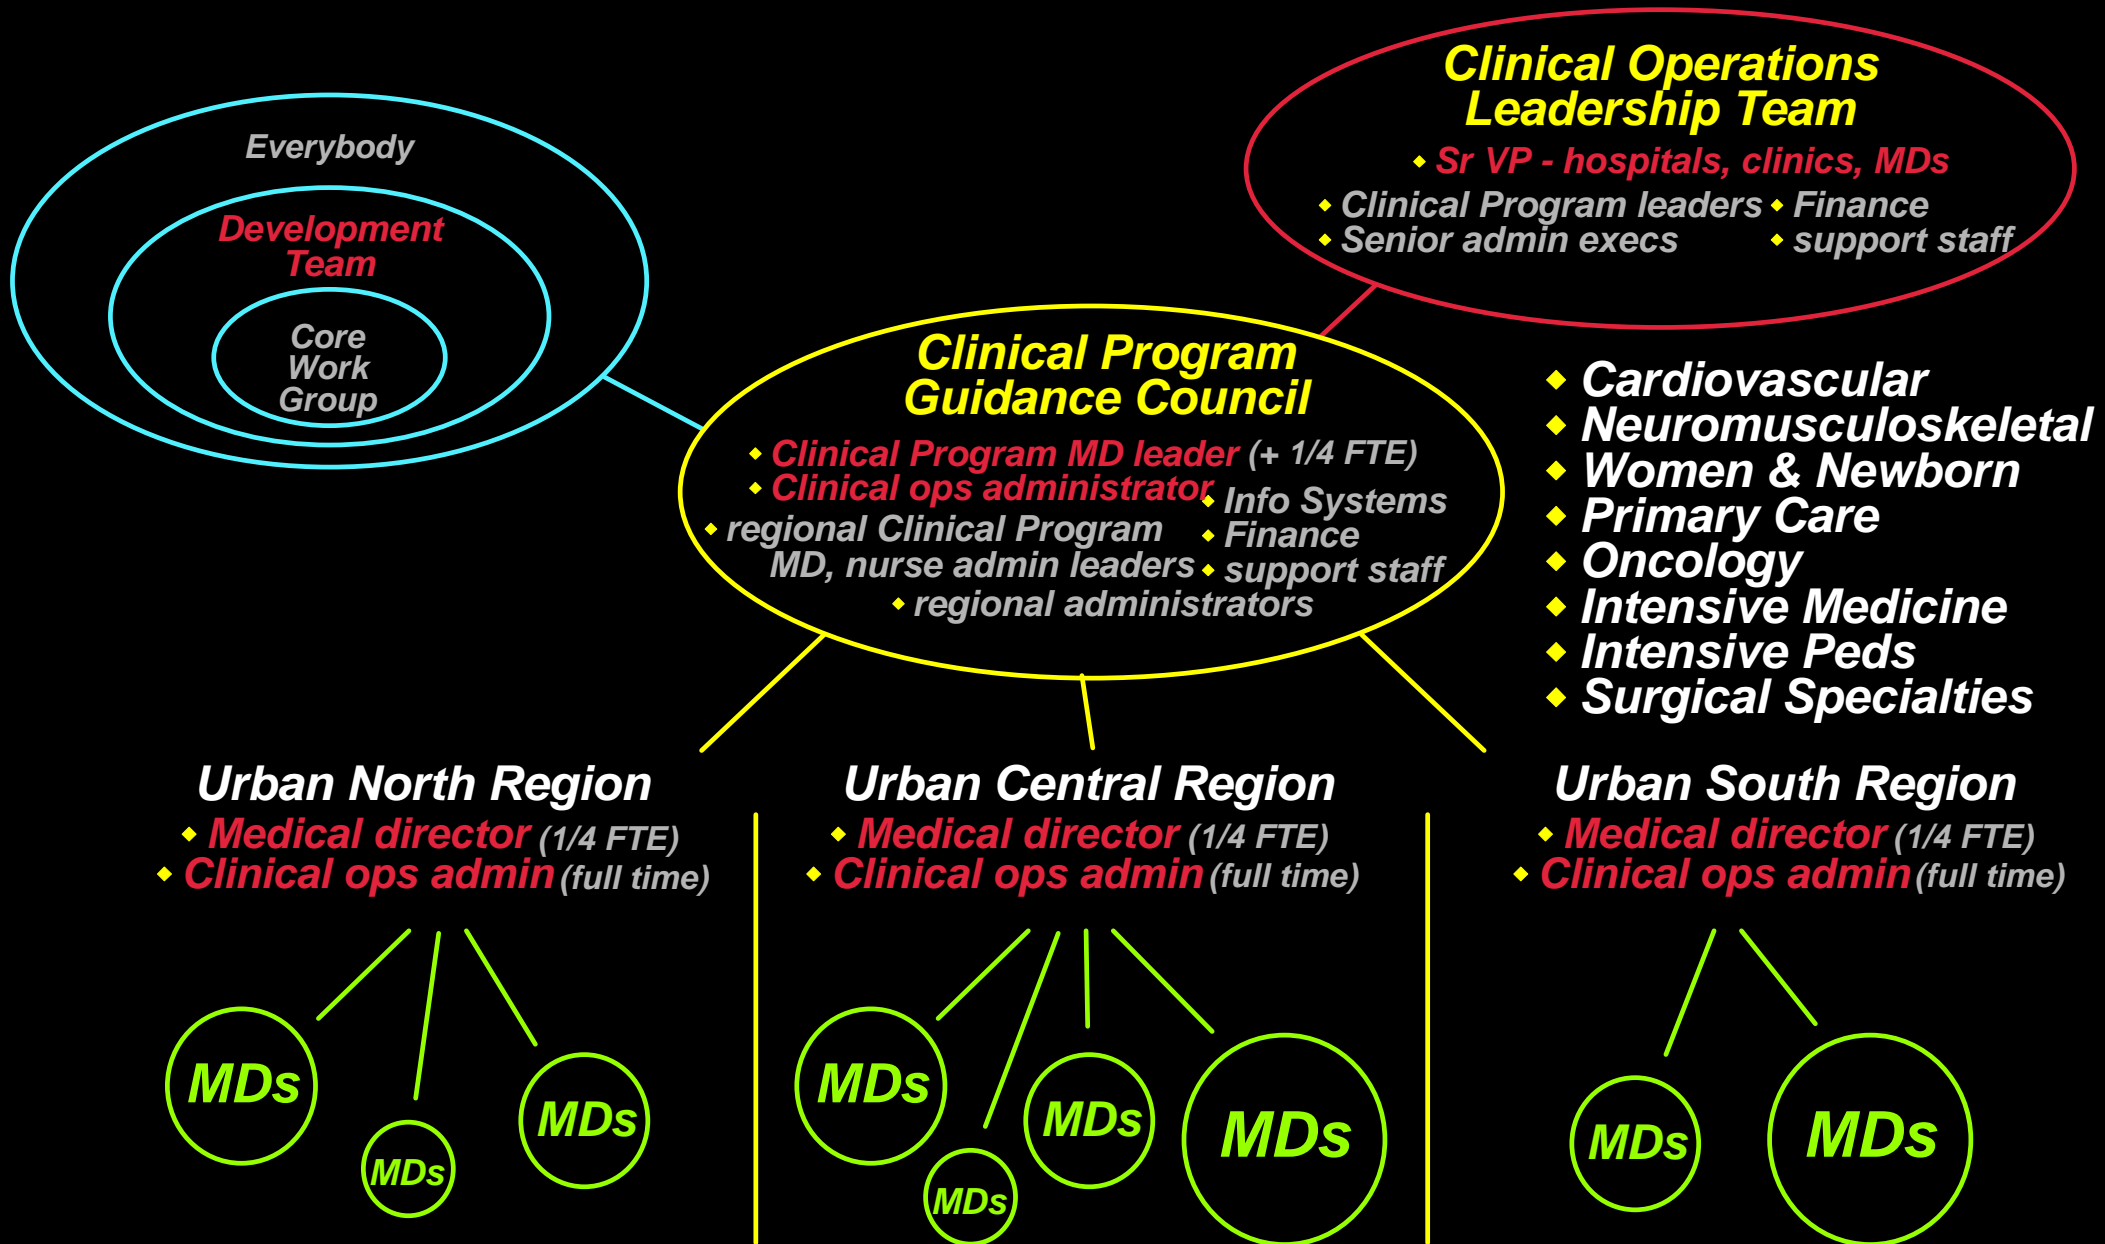 Everybody
Development
Team
Core
Work
Group
Clinical Operations
Leadership Team
Sr VP - hospitals, clinics, MDs
Clinical Program leaders
Finance
Senior admin execs
support staff
Clinical Program
Guidance Council
Clinical Program MD leader (+ 1/4 FTE)
Clinical ops administrator
Info Systems
regional Clinical Program
MD, nurse admin leaders
Finance
support staff
regional administrators
Cardiovascular
Neuromusculoskeletal
Women & Newborn
Primary Care
Oncology
Intensive Medicine
Intensive Peds
Surgical Specialties
Urban North Region
Medical director (1/4 FTE)
Clinical ops admin (full time)
MDs
MDs
MDs
Urban Central Region
Medical director (1/4 FTE)
Clinical ops admin (full time)
MDs
MDs
MDs
MDs
Urban South Region
Medical director (1/4 FTE)
Clinical ops admin (full time)
MDs
MDs